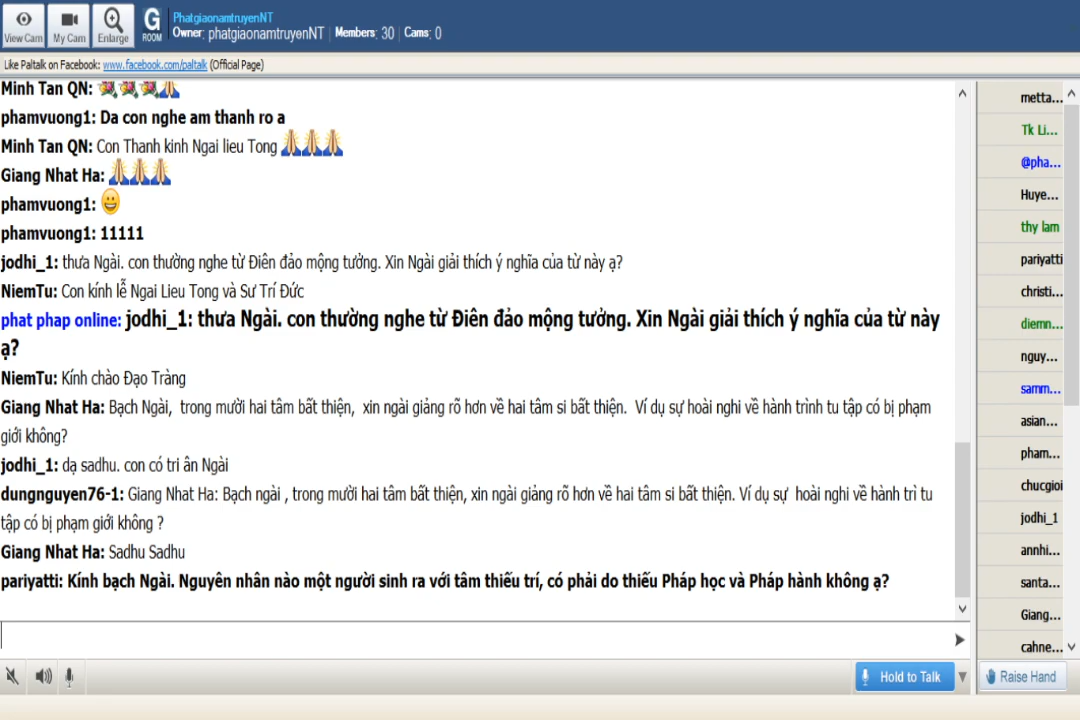 PhatgiaonamtruyenNT
G
ROOM
Owner: phatgiaonamtruyenNT | Members: 30 | Cams: 0
View Cam
My Cam
Enlarge
Like Paltalk on Facebook: www.facebook.com/paltalk (Official Page)
Minh Tan QN:
phamvuong1: Da con nghe am thanh ro a
Minh Tan QN: Con Thanh kinh Ngai lieu Tong
Giang Nhat Ha:
phamvuong1:
phamvuong1: 11111
jodhi_1: thưa Ngài. con thường nghe từ Điên đảo mộng tưởng. Xin Ngài giải thích ý nghĩa của từ này ạ?
NiemTu: Con kính lễ Ngai Lieu Tong và Sư Trí Đức
phat phap online: jodhi_1: thưa Ngài. con thường nghe từ Điên đảo mộng tưởng. Xin Ngài giải thích ý nghĩa của từ này
ạ?
NiemTu: Kính chào Đạo Tràng
Giang Nhat Ha: Bạch Ngài, trong mười hai tâm bất thiện, xin ngài giảng rõ hơn về hai tâm si bất thiện. Ví dụ sự hoài nghi về hành trình tu tập có bị phạm
giới không?
jodhi_1: dạ sadhu. con có tri ân Ngài
dungnguyen76-1: Giang Nhat Ha: Bạch ngài , trong mười hai tâm bất thiện, xin ngài giảng rõ hơn về hai tâm si bất thiện. Ví dụ sự hoài nghi về hành trì tu
tập có bị phạm giới không ?
Giang Nhat Ha: Sadhu Sadhu
pariyatti: Kính bạch Ngài. Nguyên nhân nào một người sinh ra với tâm thiếu trí, có phải do thiếu Pháp học và Pháp hành không ạ?
metta...
Tk Li...
@pha...
Huye...
thy lam
pariyatti
christi...
diemn...
nguy...
samm...
asian...
pham...
chucgioi
jodhi_1
annhi...
santa...
Giang...
cahne...
Hold to Talk
Raise Hand